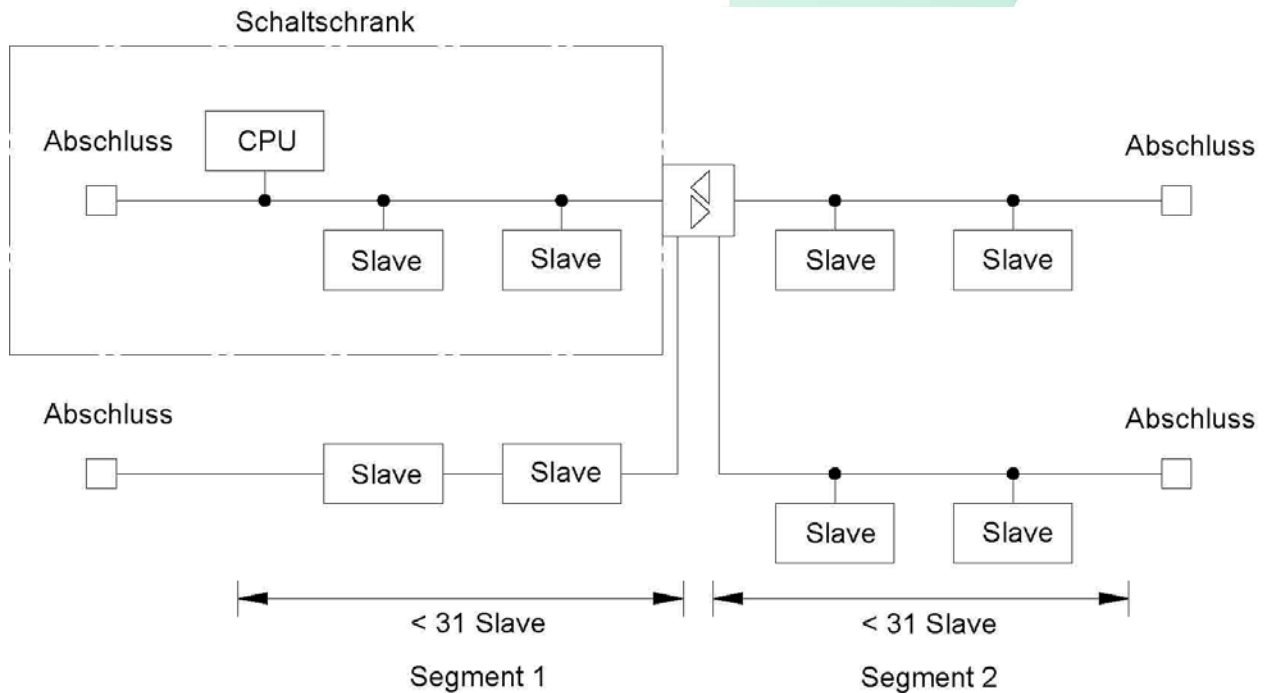 Schaltschrank
Abschluss
CPU
Abschluss
Slave
Slave
Slave
Slave
Abschluss
Abschluss
Slave
Slave
Slave
Slave
< 31 Slave
< 31 Slave
Segment 1
Segment 2